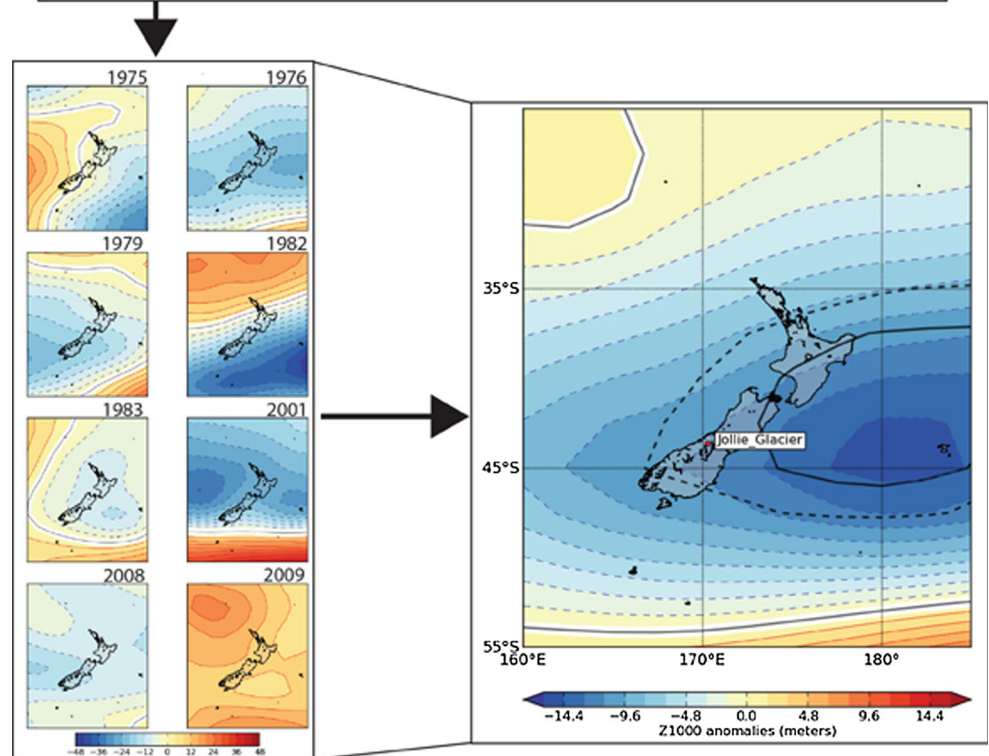 1975 1976
1979 1982
1983 2001
2008 2009
−48 −36 −24 −12 0 12 24 36 48
35°S
Jollie_Glacier
45°S
55°S
160°E 170°E 180°
−14.4 −9.6 −4.8 0.0 4.8 9.6 14.4
Z1000 anomalies (meters)